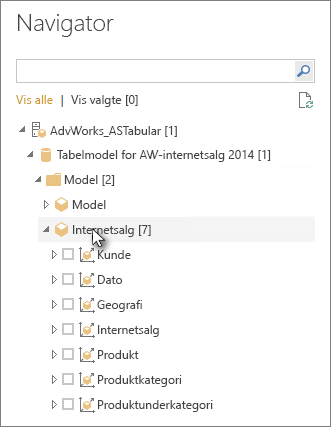 Navigator
Vis alle | Vis valgte [0]
AdvWorks_ASTabular [1]
Tabelmodel for AW-internetsalg 2014 [1]
Model [2]
Model
Internetsalg [7]
Kunde
Dato
Geografi
Internetsalg
Produkt
Produktkategori
Produktunderkategori